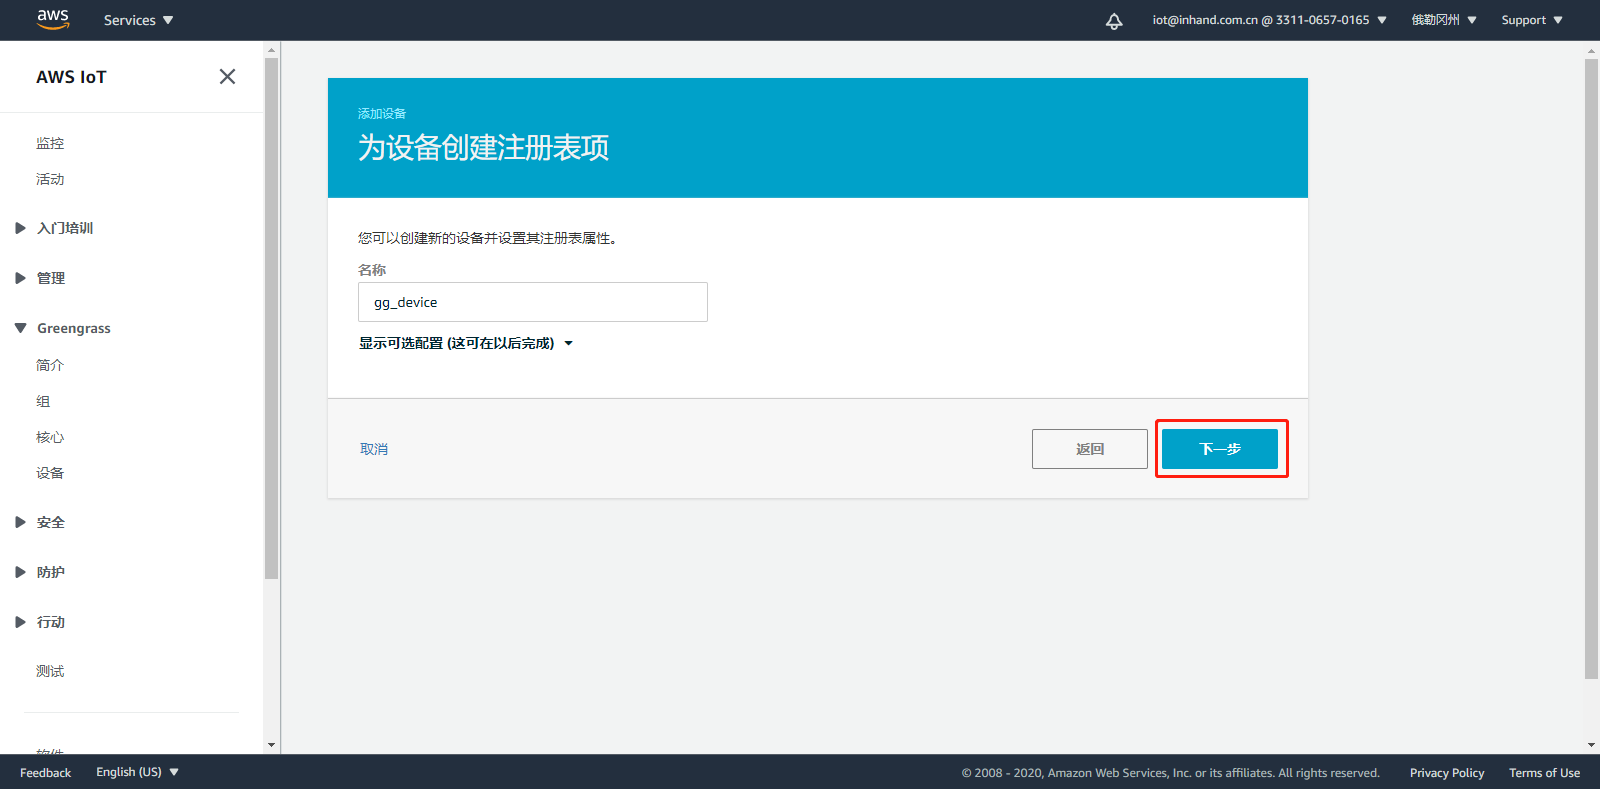 aws
Services
iot@inhand.com.cn @ 3311-0657-0165
俄勒冈州
Support
AWS IoT
监控
活动
入门培训
管理
Greengrass
简介
组
核心
设备
安全
防护
行动
测试
软件
添加设备
为设备创建注册表项
您可以创建新的设备并设置其注册表属性。
名称
gg_device
显示可选配置 (这可在以后完成)
取消
返回
下一步
Feedback
English (US)
© 2008 - 2020, Amazon Web Services, Inc. or its affiliates. All rights reserved.
Privacy Policy
Terms of Use